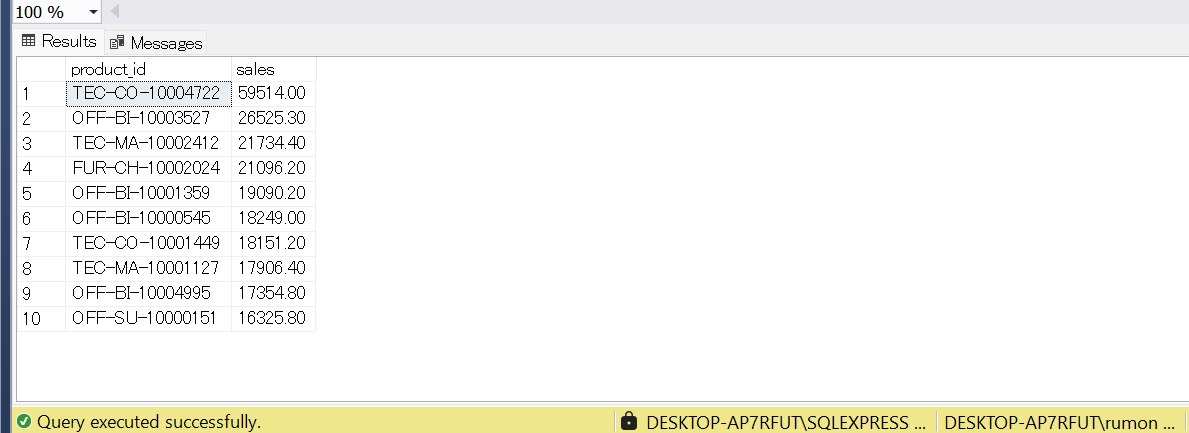 100 %
Results Messages
product_id sales
1 TEC-CO-10004722 59514.00
2 OFF-BI-10003527 26525.30
3 TEC-MA-10002412 21734.40
4 FUR-CH-10002024 21096.20
5 OFF-BI-10001359 19090.20
6 OFF-BI-10000545 18249.00
7 TEC-CO-10001449 18151.20
8 TEC-MA-10001127 17906.40
9 OFF-BI-10004995 17354.80
10 OFF-SU-10000151 16325.80
Query executed successfully. DESKTOP-AP7RFUT\SQLEXPRESS ... DESKTOP-AP7RFUT\rumon ...